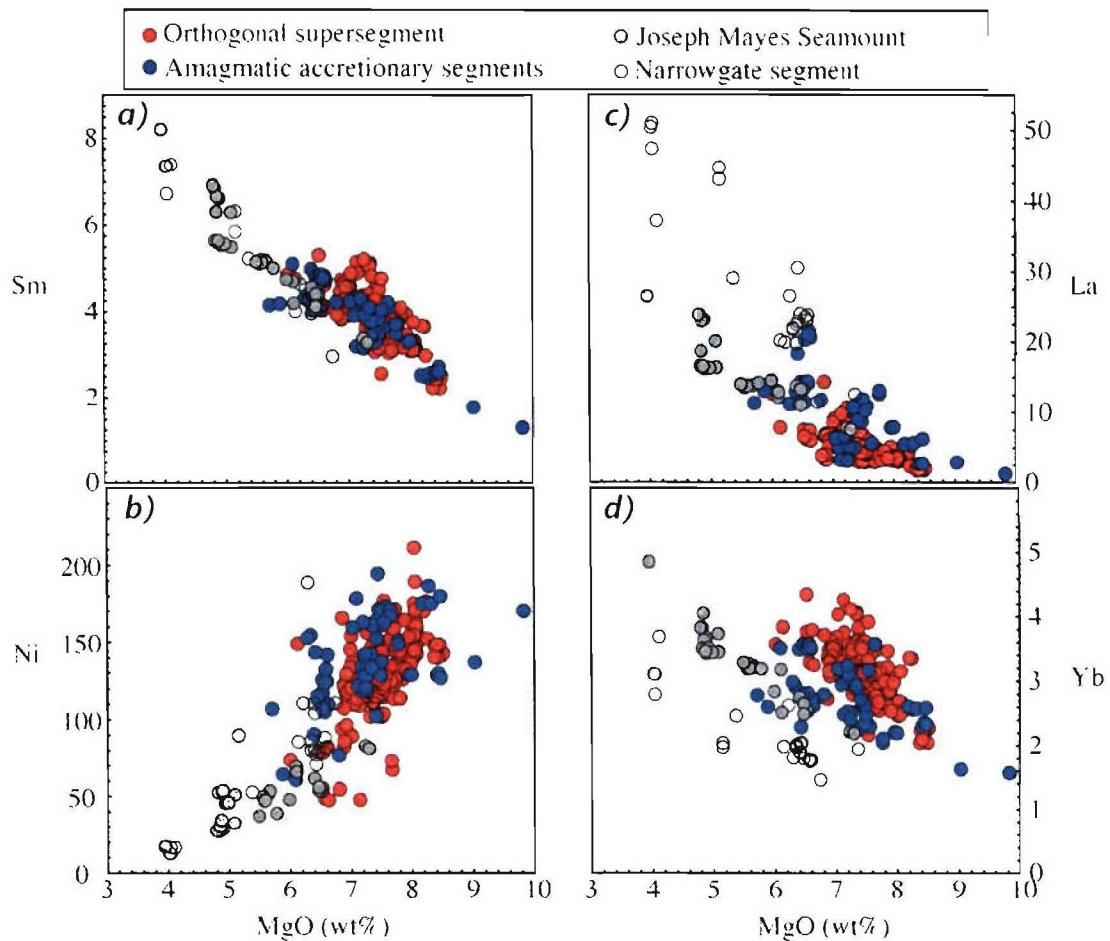 Orthogonal supersegment
Joseph Mayes Seamount
Amagmatic accretionary segments
Narrowgate segment
a)
8
6
Sm
4
2
0
c)
50
40
30
La
20
10
0
b)
200
150
Ni
100
50
0
3 4 5 6 7 8 9 10
MgO (wt%)
d)
5
4
3
Yb
2
1
0
3 4 5 6 7 8 9 10
MgO (wt%)